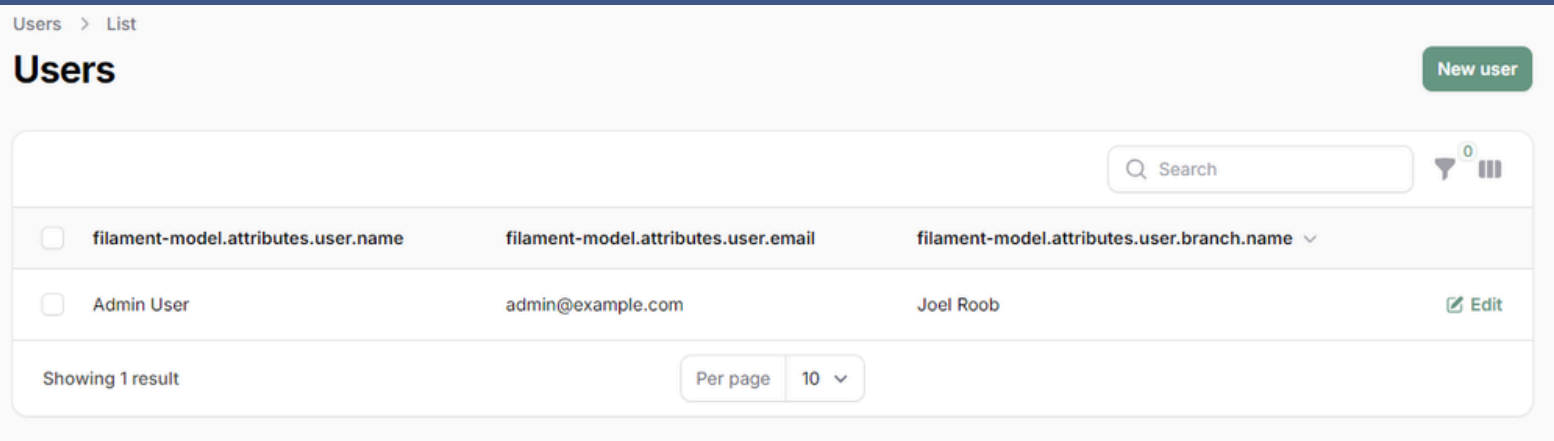 Users > List
Users
New user
Search
0
filament-model.attributes.user.name filament-model.attributes.user.email filament-model.attributes.user.branch.name
Admin User admin@example.com Joel Roob Edit
Showing 1 result Per page 10